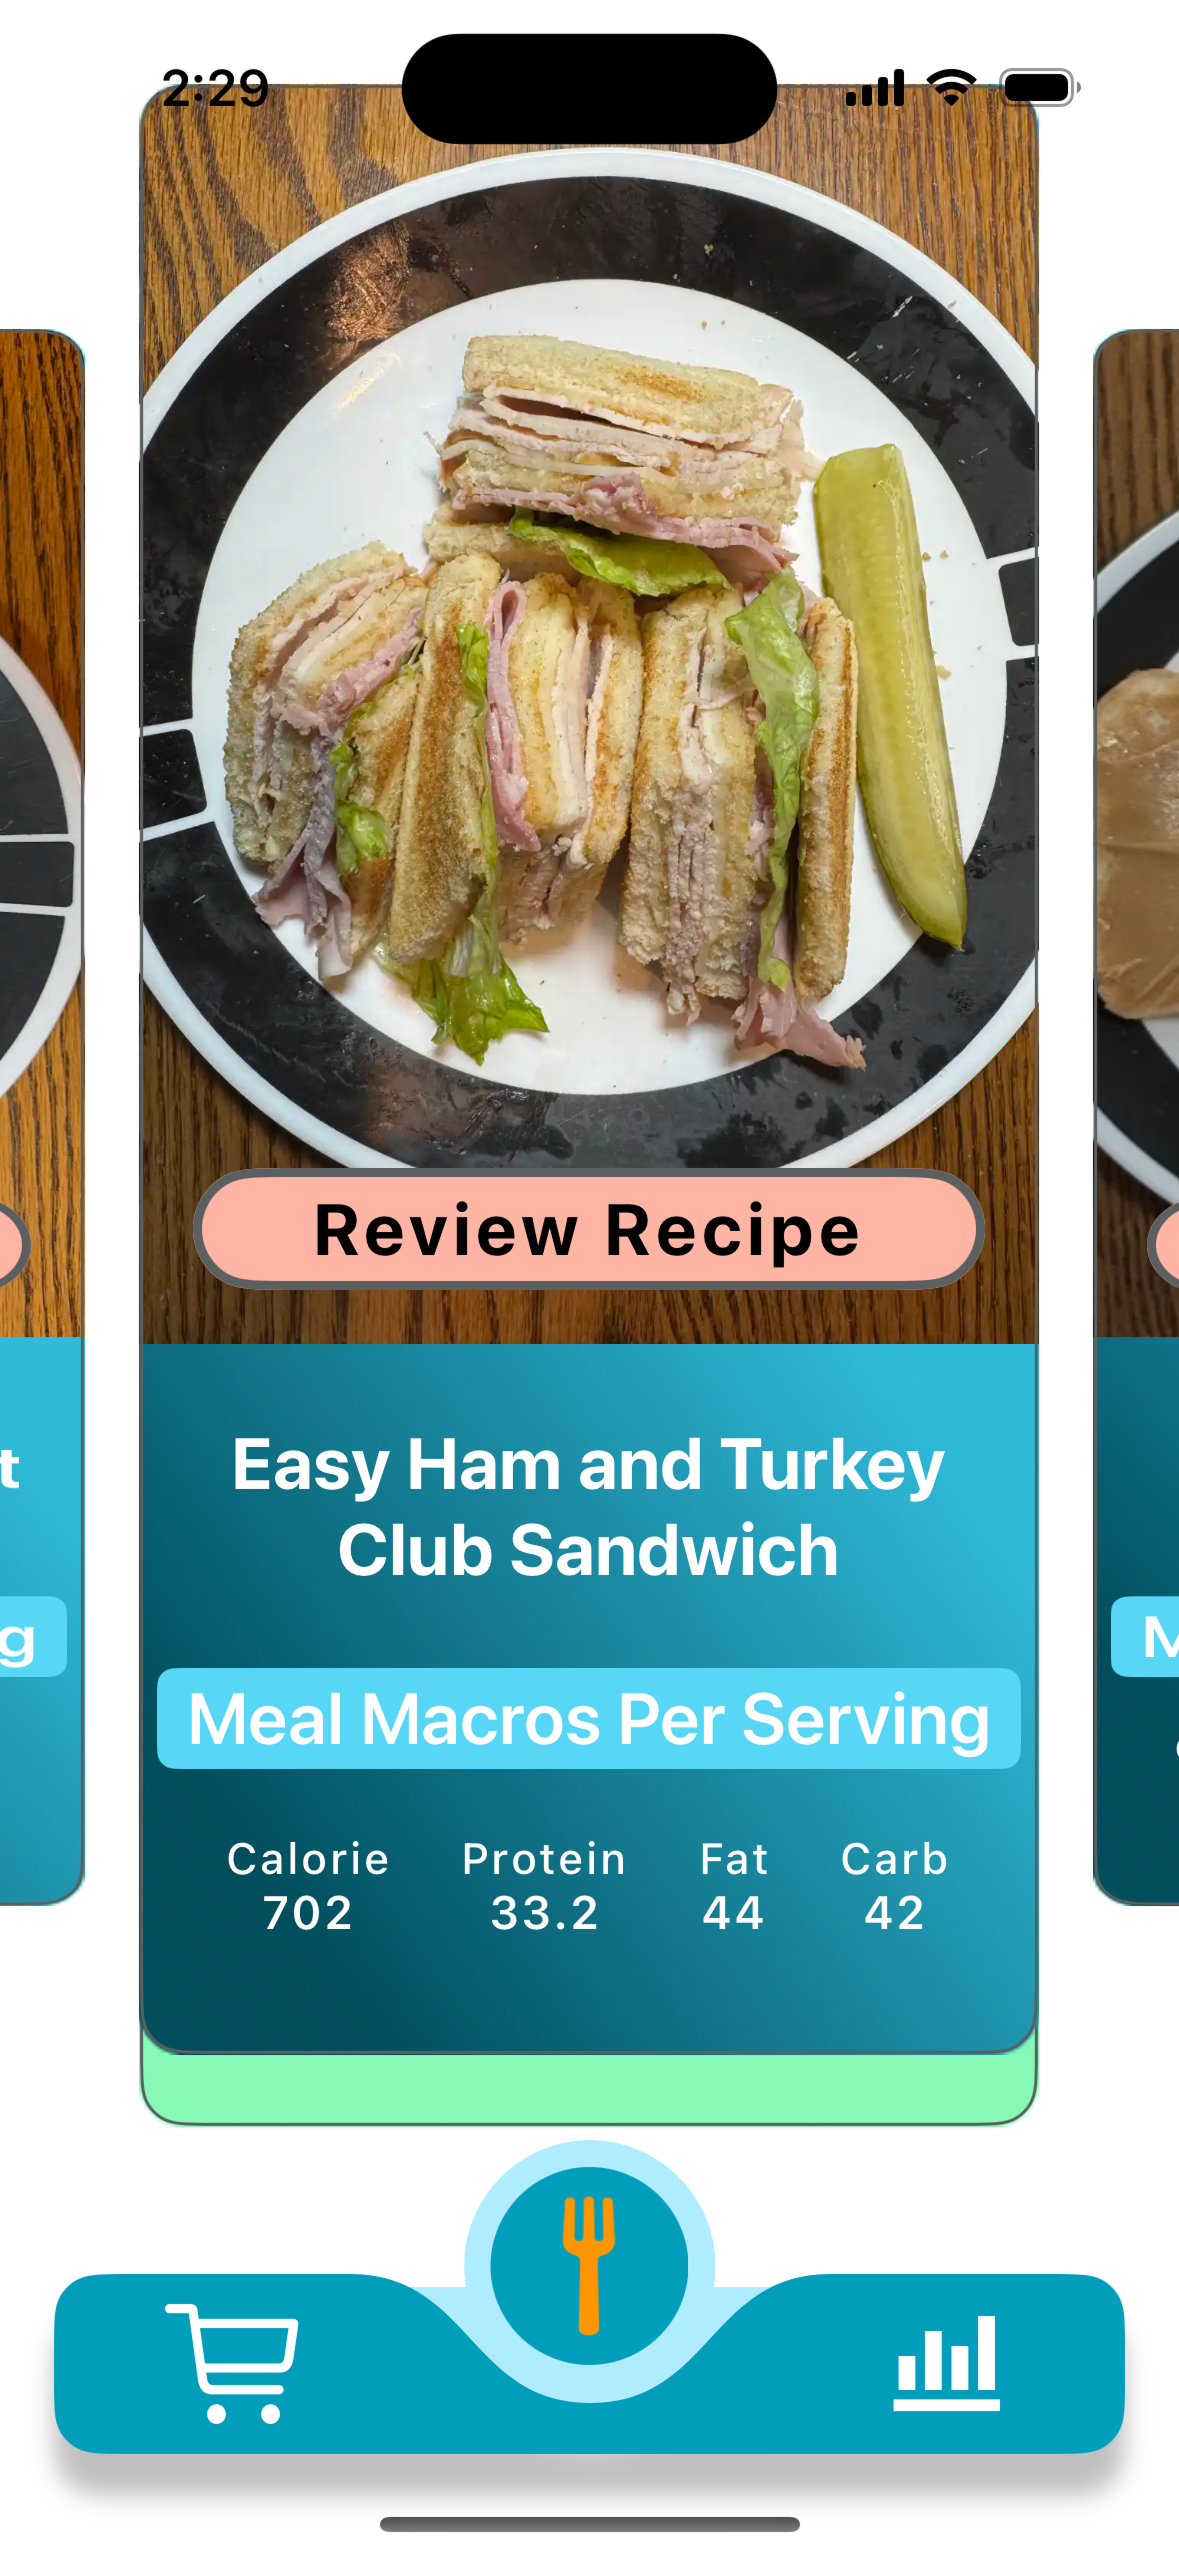 2:29
Review Recipe
Easy Ham and Turkey
Club Sandwich
Meal Macros Per Serving
Calorie Protein Fat Carb
702 33.2 44 42
t
g
M